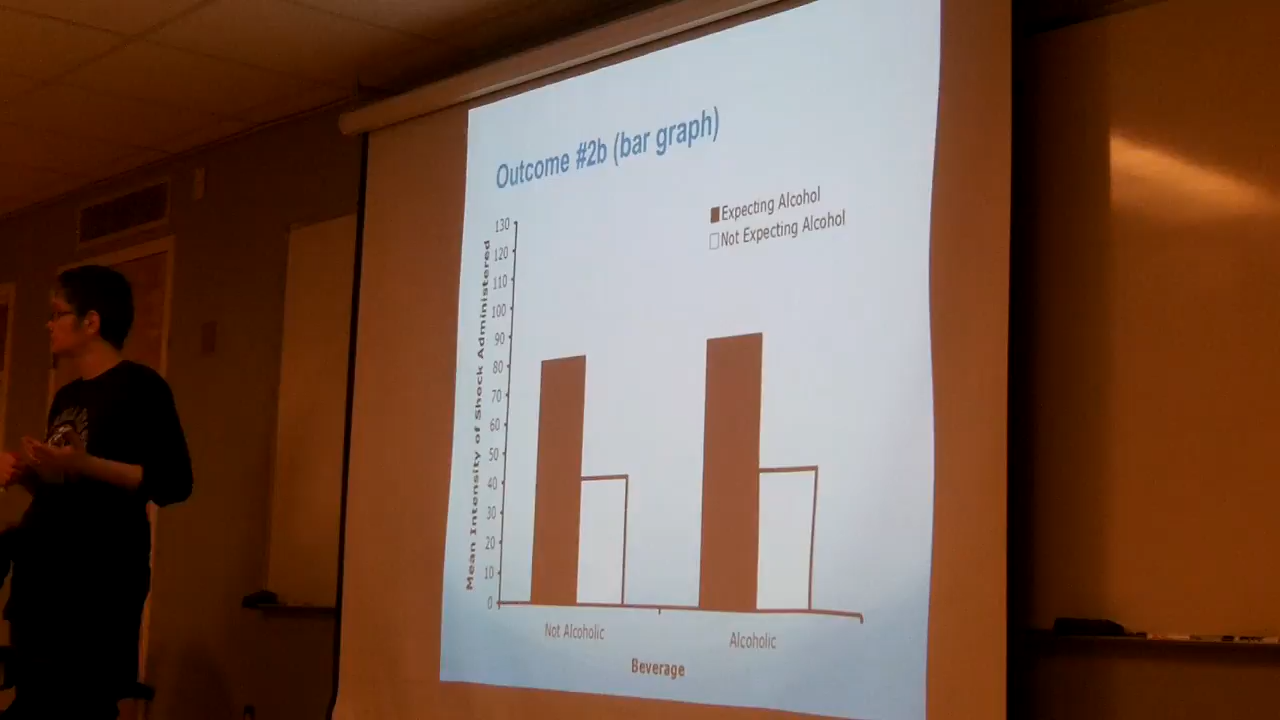 Outcome #2b (bar graph)
Expecting Alcohol
Not Expecting Alcohol
Mean Intensity of Shock Administered
130
120
110
100
90
80
70
60
50
40
30
20
10
0
Not Alcoholic
Alcoholic
Beverage